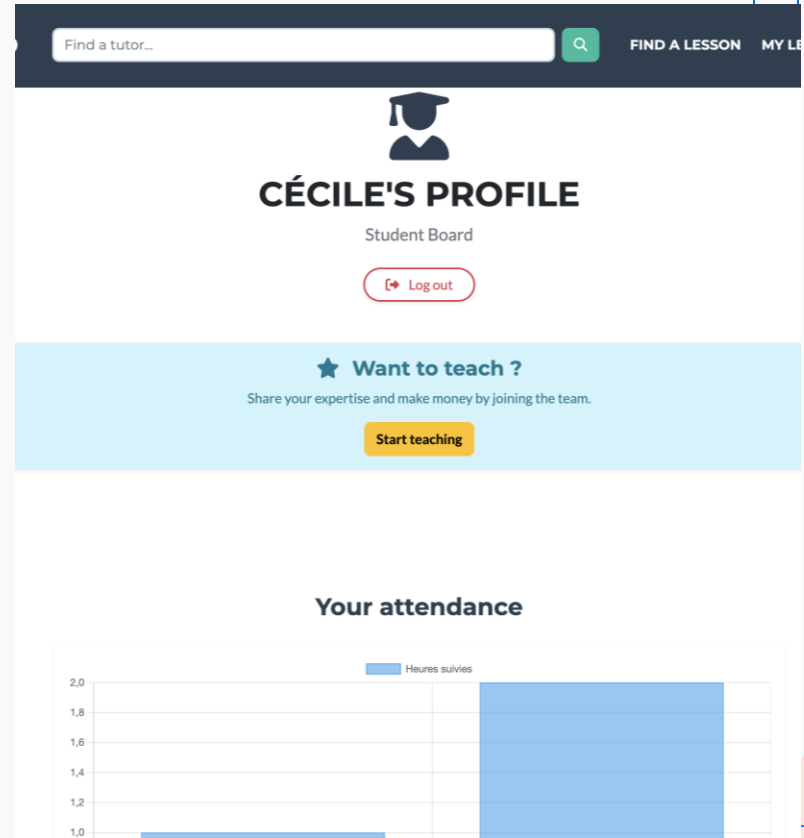 Find a tutor...
FIND A LESSON
MY LE
CÉCILE'S PROFILE
Student Board
Log out
Want to teach ?
Share your expertise and make money by joining the team.
Start teaching
Your attendance
Heures suivies
2,0
1,8
1,6
1,4
1,2
1,0